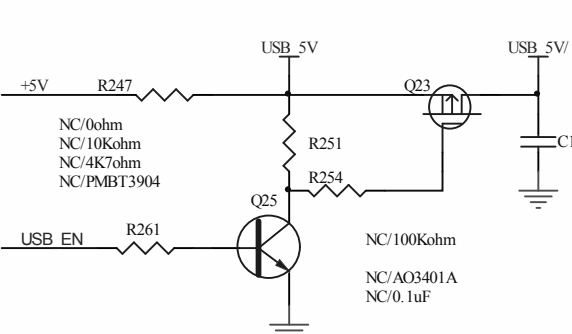 USB_5V
USB_5V/
+5V
R247
Q23
NC/0ohm
NC/10Kohm
NC/4K7ohm
NC/PMBT3904
R251
C1
R254
Q25
USB_EN
R261
NC/100Kohm
NC/AO3401A
NC/0.1uF